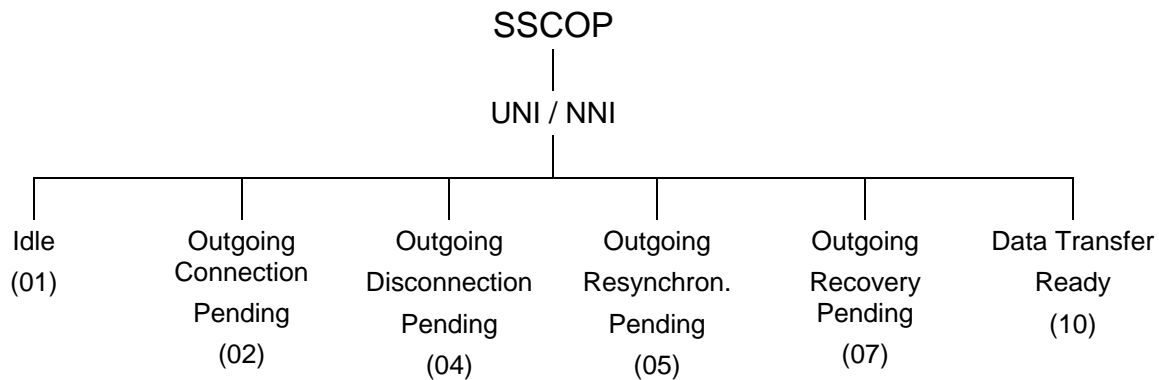 SSCOP
UNI / NNI
Idle
(01)
Outgoing
Connection
Pending
(02)
Outgoing
Disconnection
Pending
(04)
Outgoing
Resynchron.
Pending
(05)
Outgoing
Recovery
Pending
(07)
Data Transfer
Ready
(10)